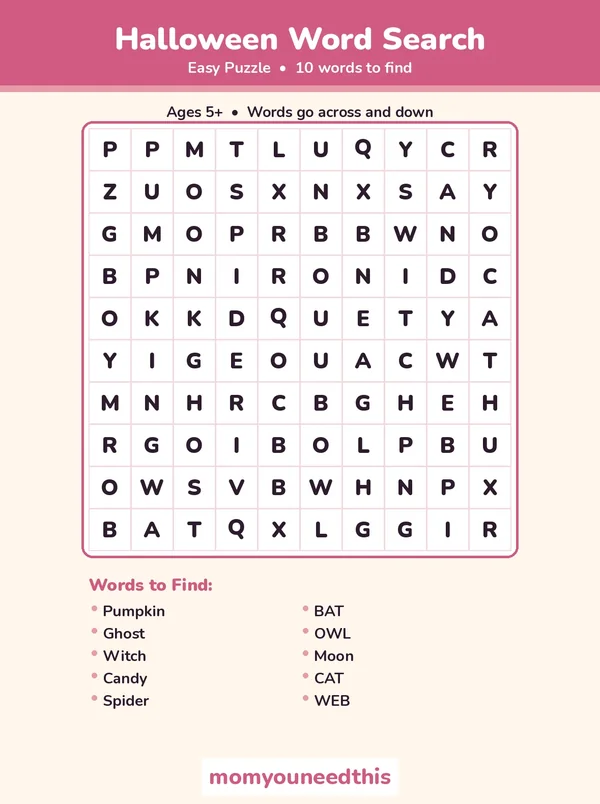 Halloween Word Search
Easy Puzzle • 10 words to find
Ages 5+ • Words go across and down
P P M T L U Q Y C R
Z U O S X N X S A Y
G M O P R B B W N O
B P N I R O N I D C
O K K D Q U E T Y A
Y I G E O U A C W T
M N H R C B G H E H
R G O I B O L P B U
O W S V B W H N P X
B A T Q X L G G I R
Words to Find:
• Pumpkin
• Ghost
• Witch
• Candy
• Spider
• BAT
• OWL
• Moon
• CAT
• WEB
momyouneedthis